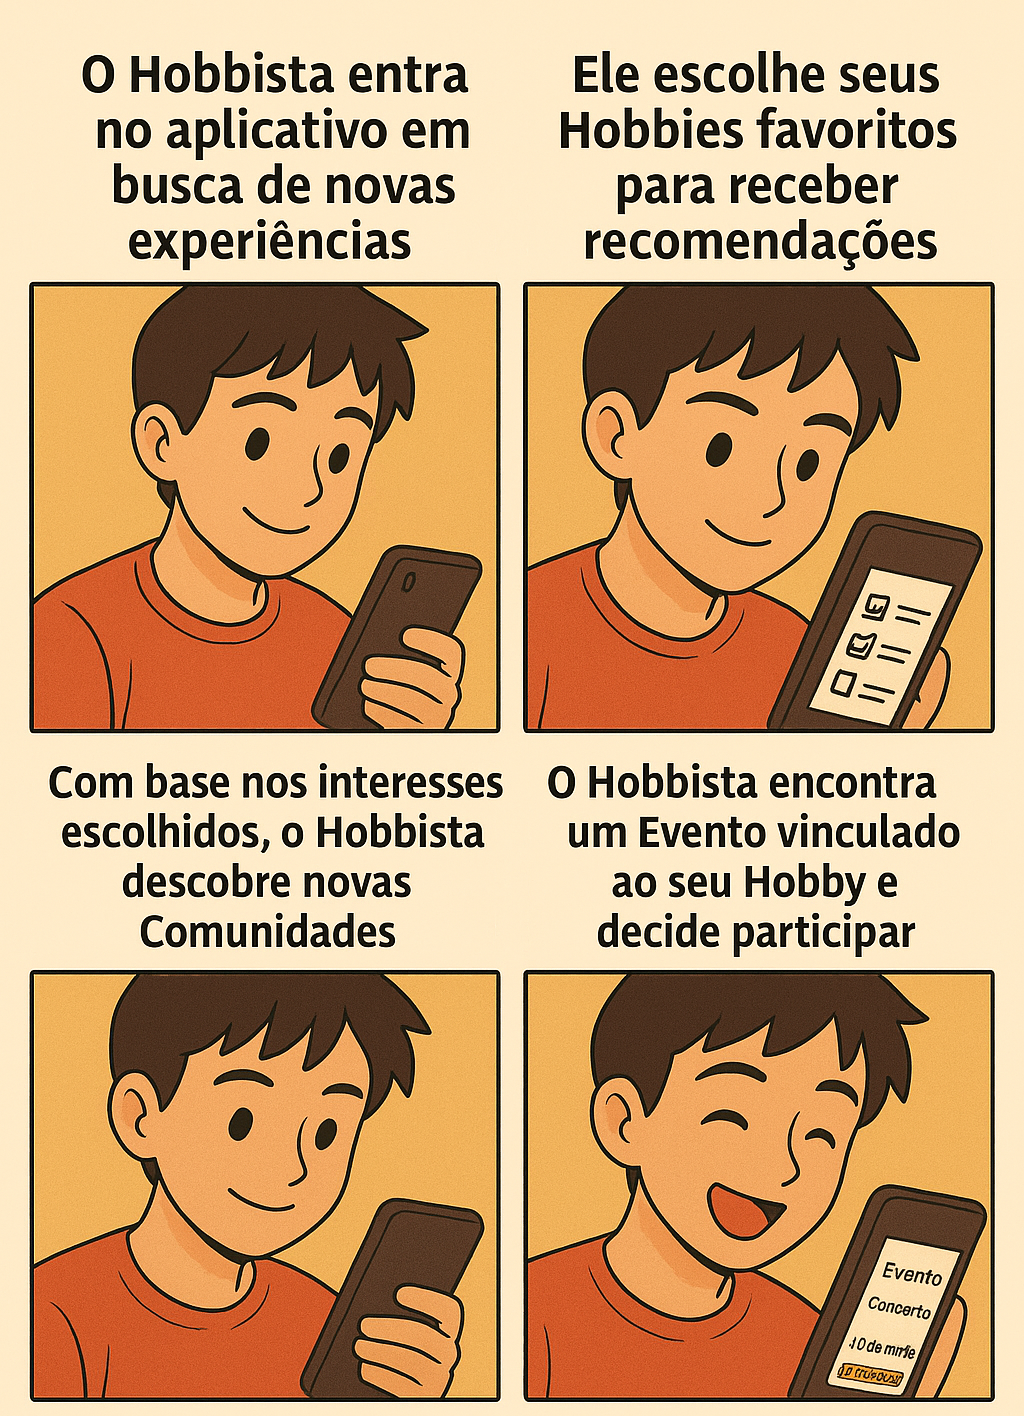 O Hobbista entra
no aplicativo em
busca de novas
experiências
Ele escolhe seus
Hobbies favoritos
para receber
recomendações
Com base nos interesses
escolhidos, o Hobbista
descobre novas
Comunidades
O Hobbista encontra
um Evento vinculado
ao seu Hobby e
decide participar
Evento
Concerto
10 de